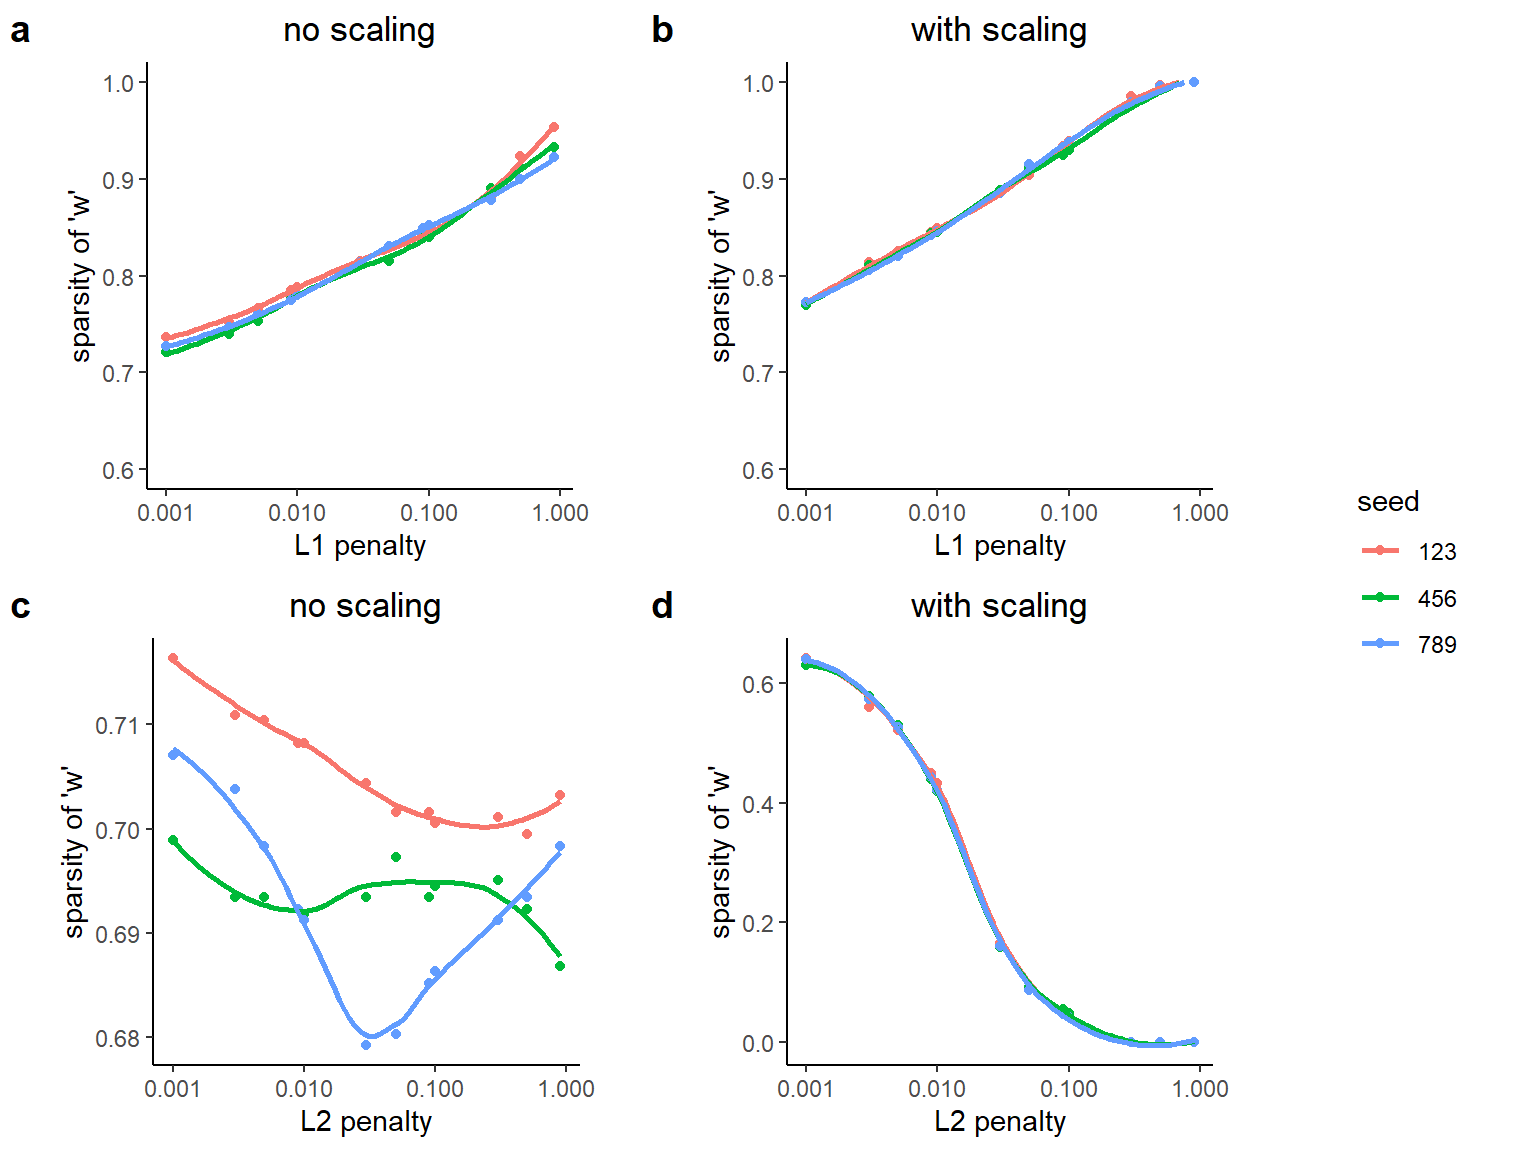 a
no scaling
1.0
0.9
0.8
0.7
0.6
sparsity of 'w'
0.001 0.010 0.100 1.000
L1 penalty
b
with scaling
1.0
0.9
0.8
0.7
0.6
sparsity of 'w'
0.001 0.010 0.100 1.000
L1 penalty
c
no scaling
0.71
0.70
0.69
0.68
sparsity of 'w'
0.001 0.010 0.100 1.000
L2 penalty
d
with scaling
0.6
0.4
0.2
0.0
sparsity of 'w'
0.001 0.010 0.100 1.000
L2 penalty
seed
123
456
789